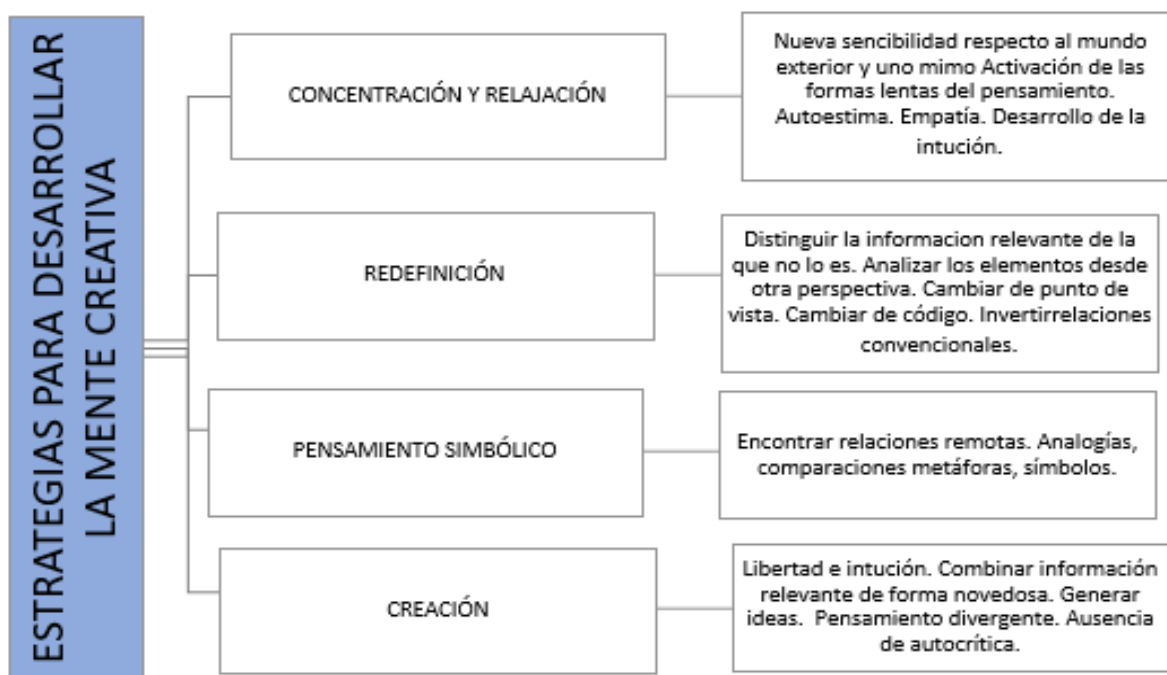 ESTRATEGIAS PARA DESARROLLAR
LA MENTE CREATIVA
CONCENTRACIÓN Y RELAJACIÓN
Nueva sencibilidad respecto al mundo
exterior y uno mimo Activación de las
formas lentas del pensamiento.
Autoestima. Empatía. Desarrollo de la
intución.
REDEFINICIÓN
Distinguir la informacion relevante de la
que no lo es. Analizar los elementos desde
otra perspectiva. Cambiar de punto de
vista. Cambiar de código. Invertirrelaciones
convencionales.
PENSAMIENTO SIMBÓLICO
Encontrar relaciones remotas. Analogías,
comparaciones metáforas, símbolos.
CREACIÓN
Libertad e intución. Combinar información
relevante de forma novedosa. Generar
ideas. Pensamiento divergente. Ausencia
de autocrítica.